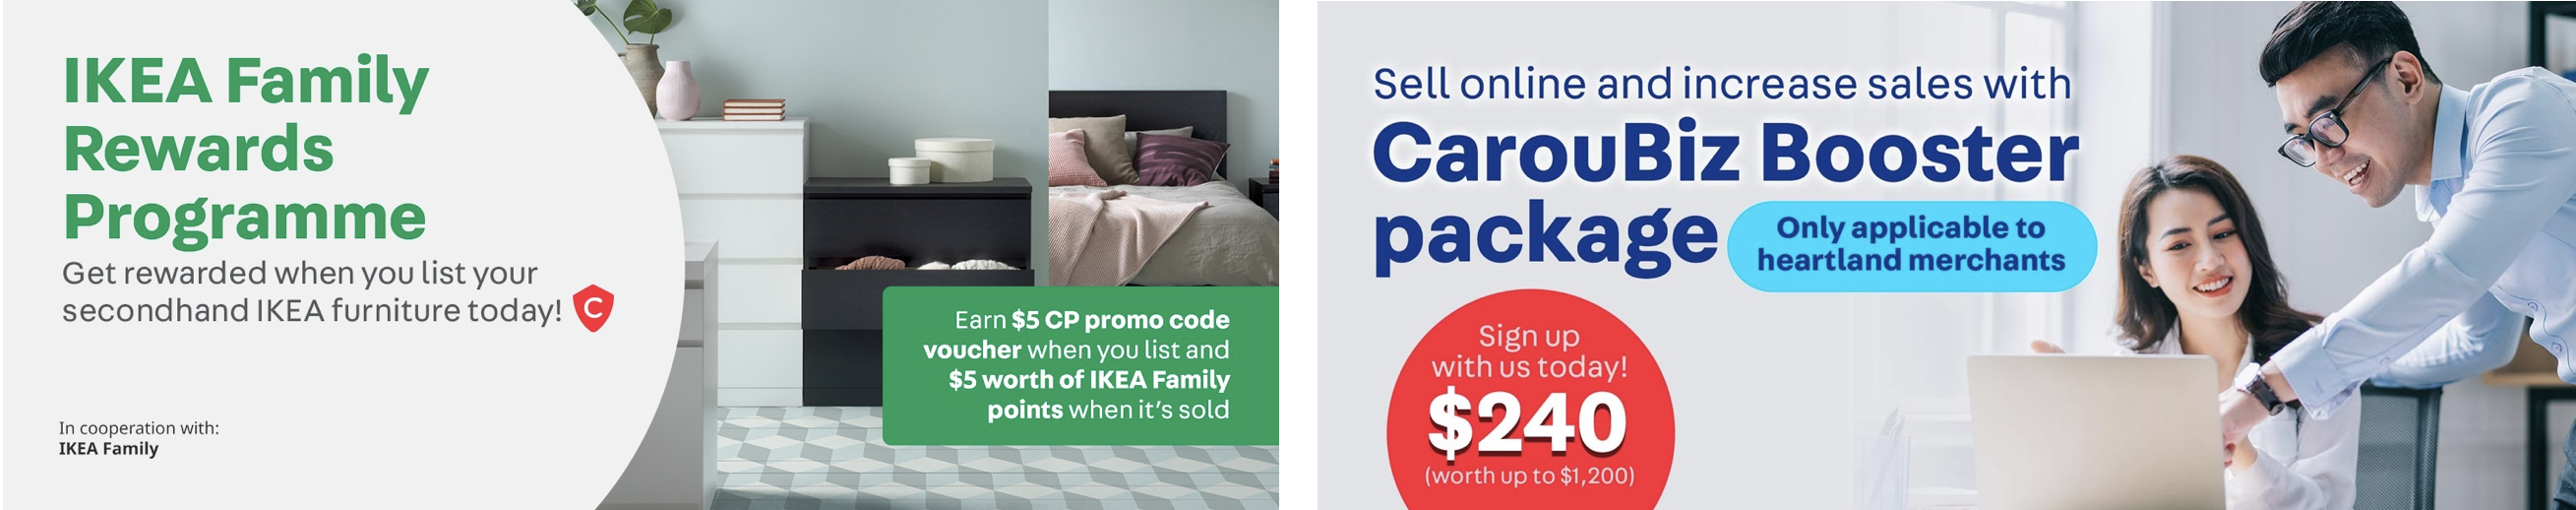 IKEA Family
Rewards
Programme
Get rewarded when you list your
secondhand IKEA furniture today!
C
In cooperation with:
IKEA Family
Earn $5 CP promo code
voucher when you list and
$5 worth of IKEA Family
points when it's sold
Sell online and increase sales with
CarouBiz Booster
package
Only applicable to
heartland merchants
Sign up
with us today!
$240
(worth up to $1,200)